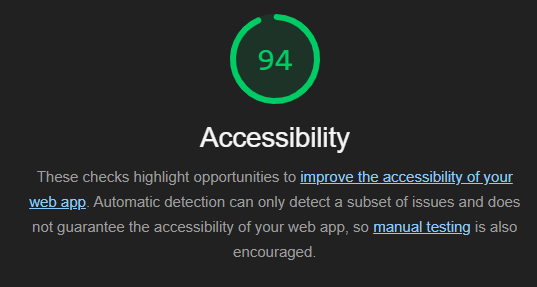 94
Accessibility
These checks highlight opportunities to improve the accessibility of your
web app. Automatic detection can only detect a subset of issues and does
not guarantee the accessibility of your web app, so manual testing is also
encouraged.